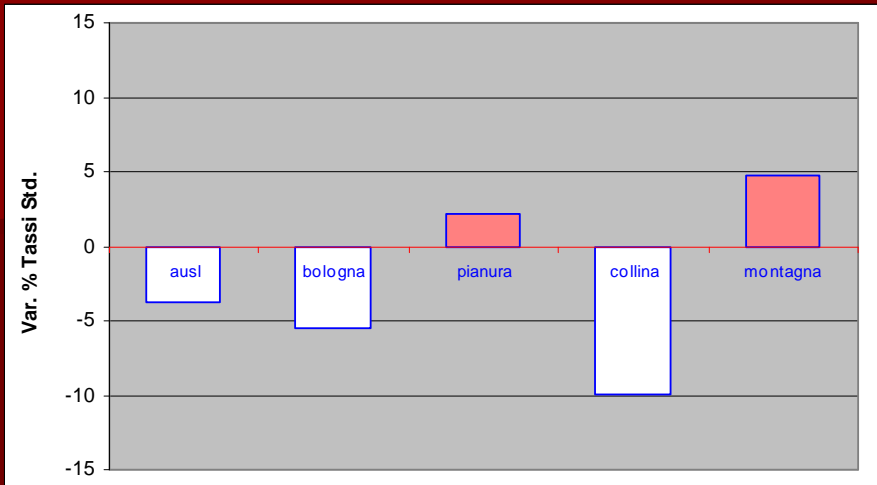 15
10
5
0
-5
-10
-15
Var. % Tassi Std.
ausl
bologna
pianura
collina
montagna